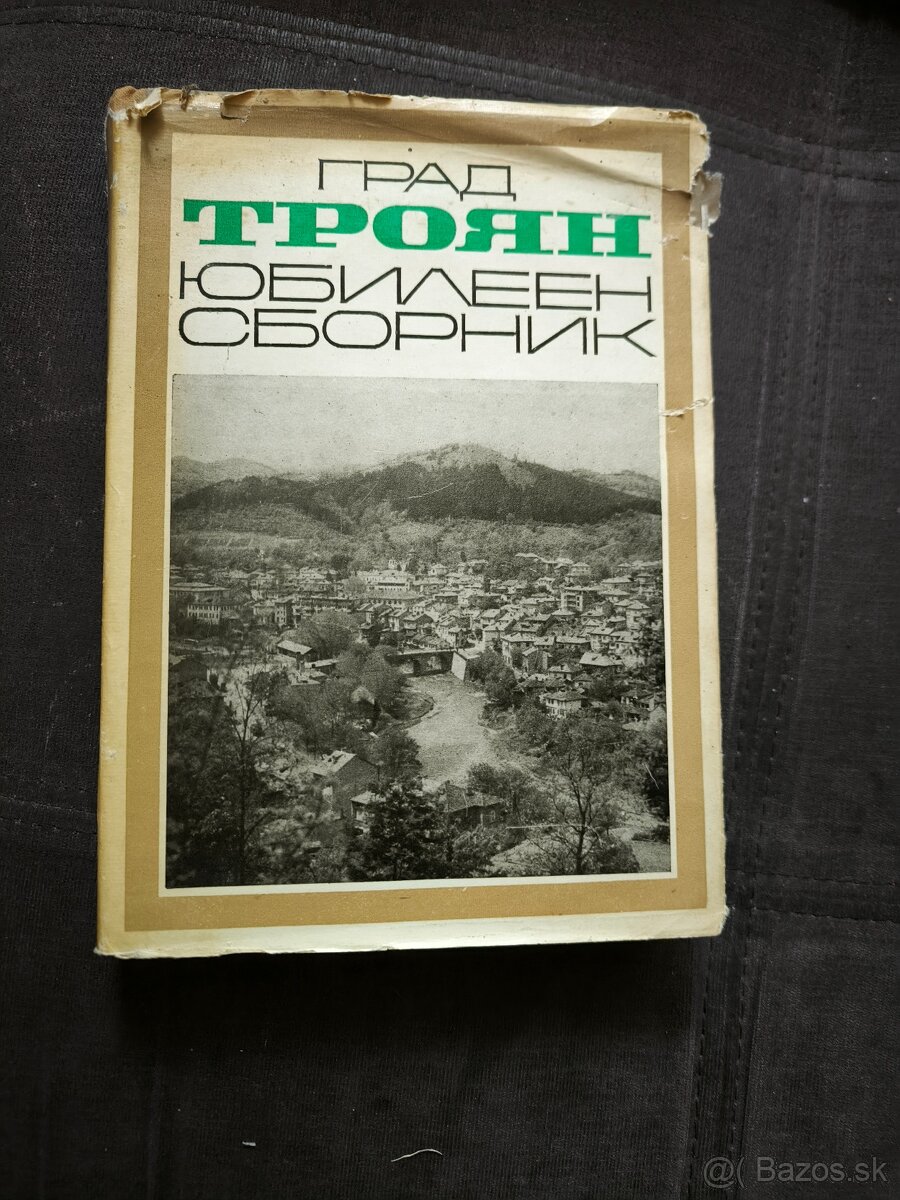 ГРАД
ТРОЯН
ЮБИЛЕЕН
СБОРНИК
@( Bazos.sk